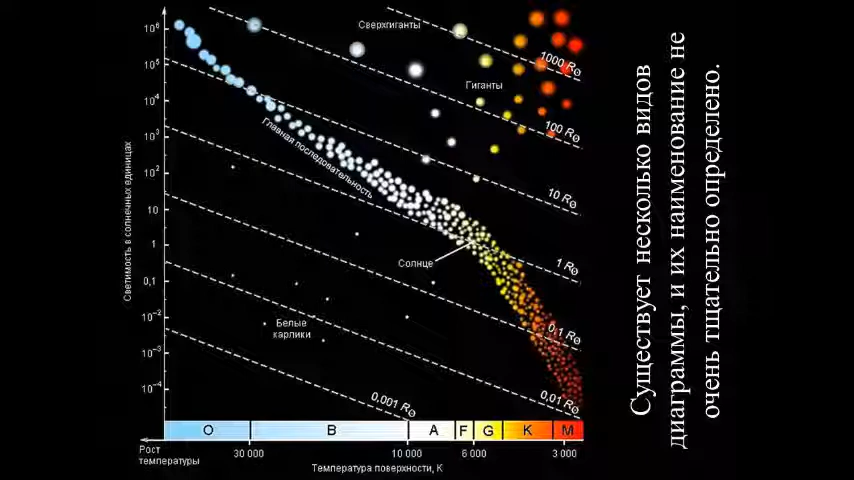 10⁶
10⁵
10⁴
10³
10²
10
1
0,1
10⁻²
10⁻³
10⁻⁴
Светимость в солнечных единицах
Сверхгиганты
Гиганты
Главная последовательность
Солнце
Белые
карлики
1000 R⊙
100 R⊙
10 R⊙
1 R⊙
0,1 R⊙
0,01 R⊙
0,001 R⊙
O B A F G K M
Рост
температуры
30 000 10 000 6 000 3 000
Температура поверхности, К
Существует несколько видов
диаграммы, и их наименование не
очень тщательно определено.